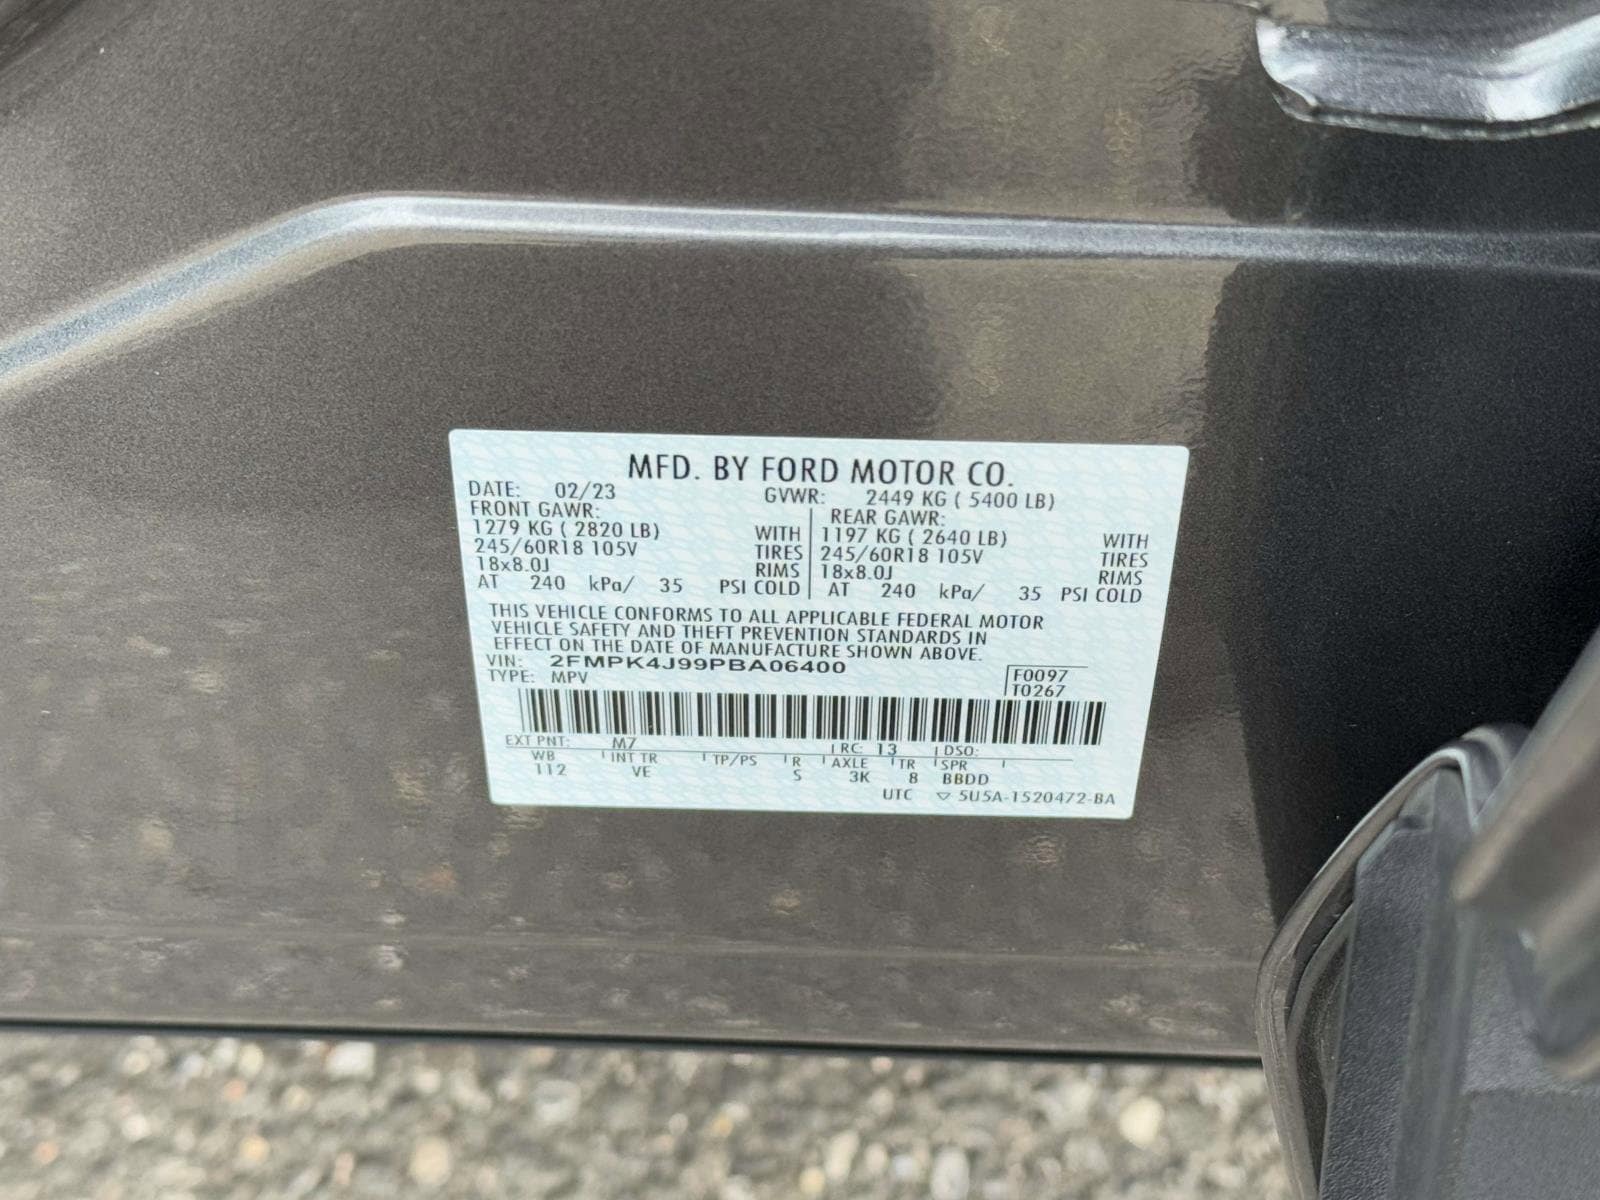 MFD. BY FORD MOTOR CO.
DATE: 02/23 GVWR: 2449 KG ( 5400 LB)
FRONT GAWR: REAR GAWR:
1279 KG ( 2820 LB) WITH 1197 KG ( 2640 LB) WITH
245/60R18 105V TIRES 245/60R18 105V TIRES
18x8.0J RIMS 18x8.0J RIMS
AT 240 kPa/ 35 PSI COLD AT 240 kPa/ 35 PSI COLD
THIS VEHICLE CONFORMS TO ALL APPLICABLE FEDERAL MOTOR
VEHICLE SAFETY AND THEFT PREVENTION STANDARDS IN
EFFECT ON THE DATE OF MANUFACTURE SHOWN ABOVE.
VIN: 2FMPK4J99PBA06400
TYPE: MPV F0097
T0267
EXT PNT: M7 RC: 13 DSO:
WB INT TR TP/PS R AXLE TR SPR
112 VE S 3K 8 BBDD
UTC ▽ 5U5A-1520472-BA